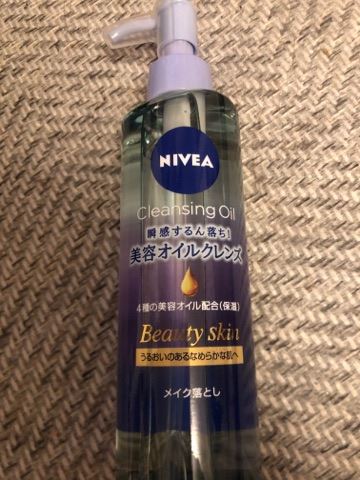 NIVEA
Cleansing Oil
瞬感するん落ち!
美容オイルクレンズ
4種の美容オイル配合(保湿)
Beauty skin
うるおいのあるなめらかな肌へ
メイク落とし